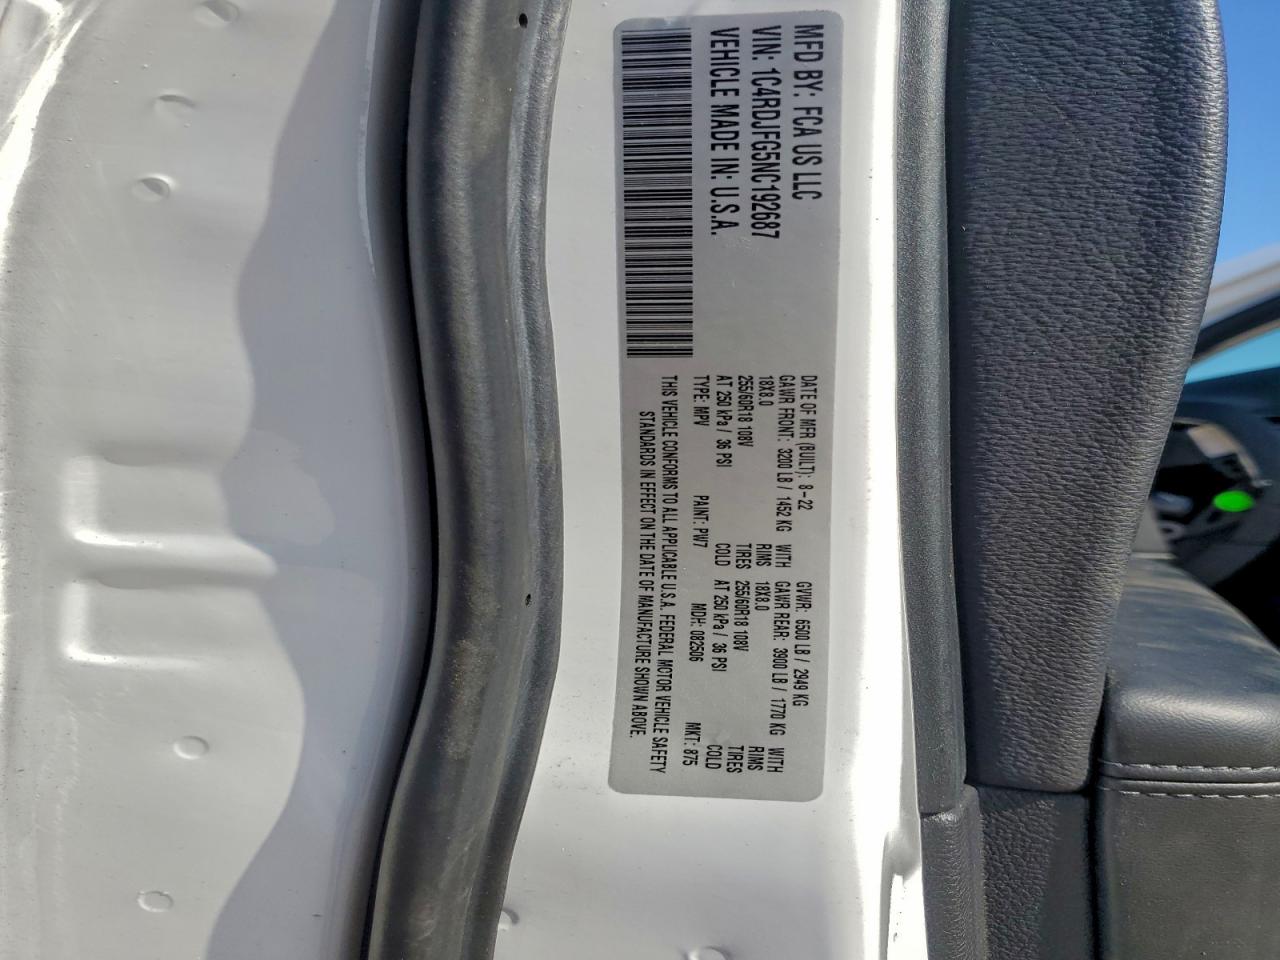 MFD BY: FCA US LLC
VIN: 1C4RDJFG5NC192687
VEHICLE MADE IN: U.S.A.
DATE OF MFR (BUILT): 8-22 GVWR: 6500 LB / 2949 KG
GAWR FRONT: 3200 LB / 1452 KG WITH GAWR REAR: 3900 LB / 1770 KG WITH
18X8.0 RIMS 18X8.0 RIMS
255/60R18 108V TIRES 255/60R18 108V TIRES
AT 250 kPa / 36 PSI COLD AT 250 kPa / 36 PSI COLD
TYPE: MPV PAINT: PW7 MDH: 082506 MKT: 875
THIS VEHICLE CONFORMS TO ALL APPLICABLE U.S.A. FEDERAL MOTOR VEHICLE SAFETY
STANDARDS IN EFFECT ON THE DATE OF MANUFACTURE SHOWN ABOVE.